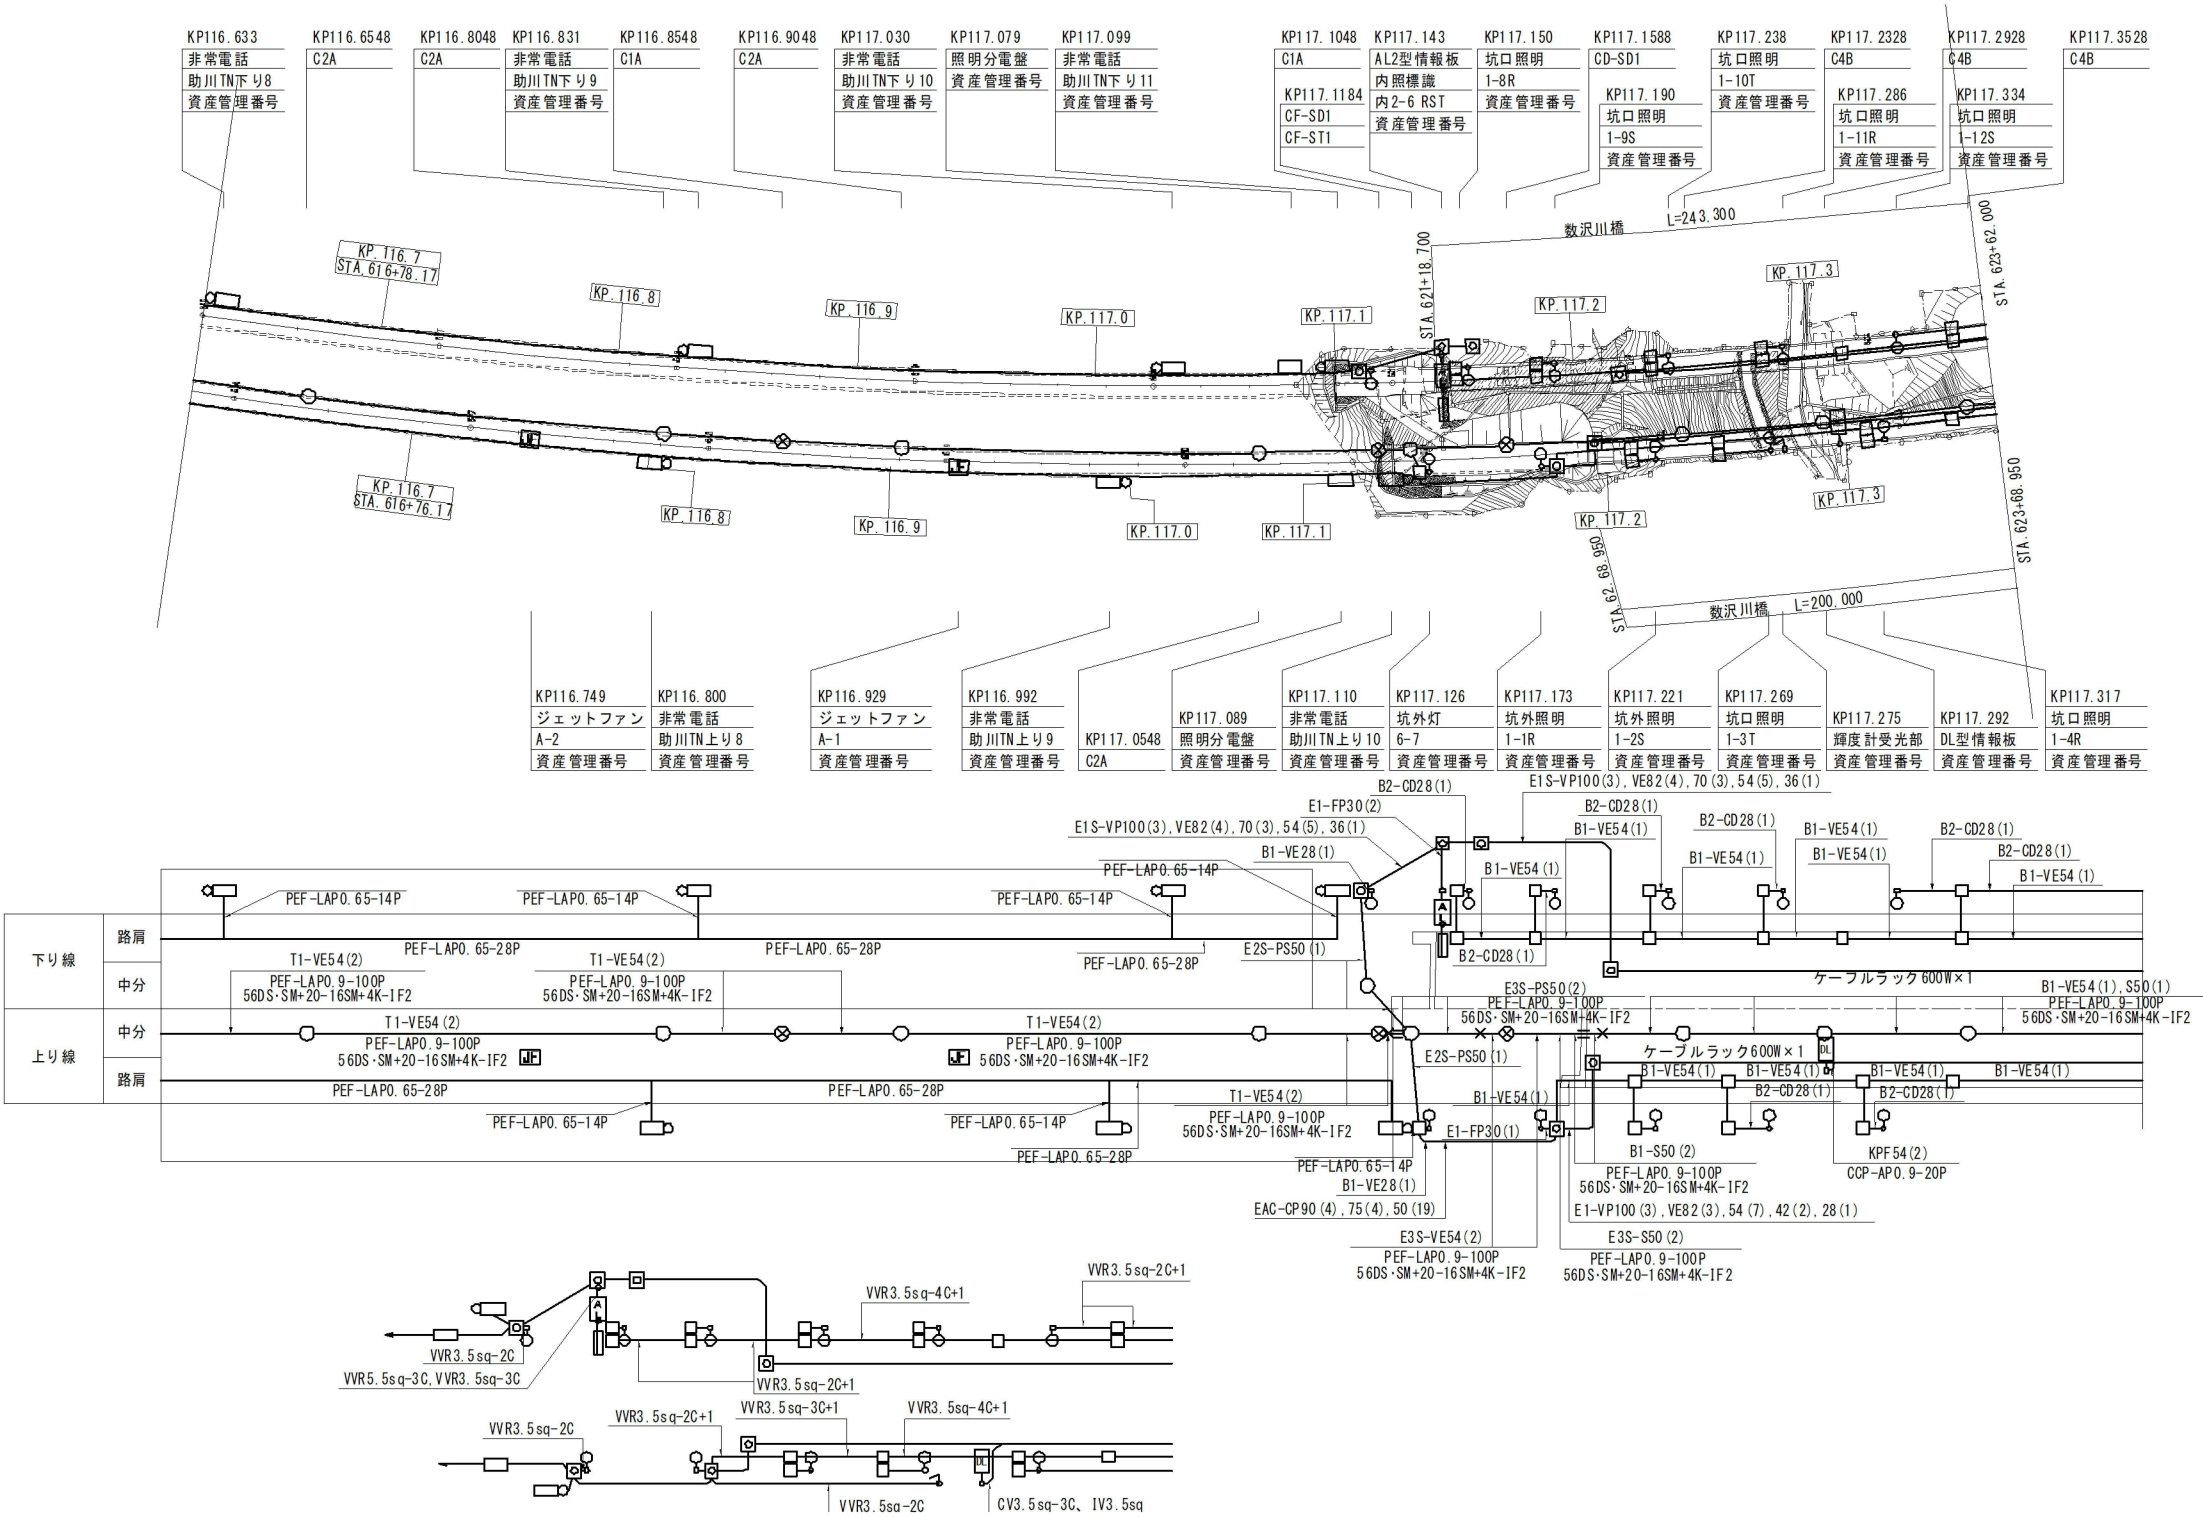 KP116.633
非常電話
助川TN下り8
資産管理番号
KP116.6548
C2A
KP116.8048
C2A
KP116.831
非常電話
助川TN下り9
資産管理番号
KP116.8548
C1A
KP116.9048
C2A
KP117.030
非常電話
助川TN下り10
資産管理番号
KP117.079
照明分電盤
資産管理番号
KP117.099
非常電話
助川TN下り11
資産管理番号
KP117.1048
C1A
KP117.1184
CF-SD1
CF-ST1
KP117.143
AL2型情報板
内照標識
内2-6 RST
資産管理番号
KP117.150
坑口照明
1-8R
資産管理番号
KP117.1588
CD-SD1
KP117.190
坑口照明
1-9S
資産管理番号
KP117.238
坑口照明
1-10T
資産管理番号
KP117.2328
C4B
KP117.286
坑口照明
1-11R
資産管理番号
KP117.2928
C4B
KP117.334
坑口照明
1-12S
資産管理番号
KP117.3528
C4B
数沢川橋 L=243.300
STA.621+18.700
STA.623+62.000
KP.116.7
STA.616+78.17
KP.116.8
KP.116.9
KP.117.0
KP.117.1
KP.117.2
KP.117.3
JF
JF
KP.116.7
STA.616+76.17
KP.116.8
KP.116.9
KP.117.0
KP.117.1
KP.117.2
KP.117.3
STA.62.68.950
STA.623+68.950
数沢川橋 L=200.000
KP116.749
ジェットファン
A-2
資産管理番号
KP116.800
非常電話
助川TN上り8
資産管理番号
KP116.929
ジェットファン
A-1
資産管理番号
KP116.992
非常電話
助川TN上り9
資産管理番号
KP117.0548
C2A
KP117.089
照明分電盤
資産管理番号
KP117.110
非常電話
助川TN上り10
資産管理番号
KP117.126
坑外灯
6-7
資産管理番号
KP117.173
坑外照明
1-1R
資産管理番号
KP117.221
坑外照明
1-2S
資産管理番号
KP117.269
坑口照明
1-3T
資産管理番号
KP117.275
輝度計受光部
資産管理番号
KP117.292
DL型情報板
資産管理番号
KP117.317
坑口照明
1-4R
資産管理番号
B2-CD28(1)
E1S-VP100(3),VE82(4),70(3),54(5),36(1)
E1-FP30(2)
B2-CD28(1)
E1S-VP100(3),VE82(4),70(3),54(5),36(1)
B1-VE54(1)
B2-CD28(1)
B1-VE54(1)
B2-CD28(1)
B1-VE28(1)
B1-VE54(1)
B1-VE54(1)
B1-VE54(1)
B2-CD28(1)
B1-VE54(1)
PEF-LAP0.65-14P
PEF-LAP0.65-14P
PEF-LAP0.65-14P
PEF-LAP0.65-14P
AL
下り線
路肩
中分
PEF-LAP0.65-28P
PEF-LAP0.65-28P
PEF-LAP0.65-28P
E2S-PS50(1)
B2-CD28(1)
T1-VE54(2)
PEF-LAP0.9-100P
56DS·SM+20-16SM+4K-IF2
T1-VE54(2)
PEF-LAP0.9-100P
56DS·SM+20-16SM+4K-IF2
ケーブルラック600W×1
E3S-PS50(2)
PEF-LAP0.9-100P
56DS·SM+20-16SM+4K-IF2
B1-VE54(1),S50(1)
PEF-LAP0.9-100P
56DS·SM+20-16SM+4K-IF2
上り線
中分
路肩
T1-VE54(2)
PEF-LAP0.9-100P
56DS·SM+20-16SM+4K-IF2
JF
T1-VE54(2)
PEF-LAP0.9-100P
56DS·SM+20-16SM+4K-IF2
JF
E2S-PS50(1)
ケーブルラック600W×1
DL
B1-VE54(1)
B1-VE54(1)
B1-VE54(1)
PEF-LAP0.65-28P
PEF-LAP0.65-28P
T1-VE54(2)
PEF-LAP0.9-100P
56DS·SM+20-16SM+4K-IF2
B1-VE54(1)
B2-CD28(1)
B2-CD28(1)
PEF-LAP0.65-14P
PEF-LAP0.65-14P
E1-FP30(1)
PEF-LAP0.65-28P
PEF-LAP0.65-14P
B1-VE28(1)
EAC-CP90(4),75(4),50(19)
B1-S50(2)
PEF-LAP0.9-100P
56DS·SM+20-16SM+4K-IF2
KPF54(2)
CCP-AP0.9-20P
E1-VP100(3),VE82(3),54(7),42(2),28(1)
E3S-VE54(2)
PEF-LAP0.9-100P
56DS·SM+20-16SM+4K-IF2
E3S-S50(2)
PEF-LAP0.9-100P
56DS·SM+20-16SM+4K-IF2
VVR3.5sq-2C+1
VVR3.5sq-4C+1
AL
VVR3.5sq-2C
VVR5.5sq-3C,VVR3.5sq-3C
VVR3.5sq-2C+1
VVR3.5sq-2C
VVR3.5sq-2C+1
VVR3.5sq-3C+1
VVR3.5sq-4C+1
DL
VVR3.5sq-2C
CV3.5sq-3C、IV3.5sq